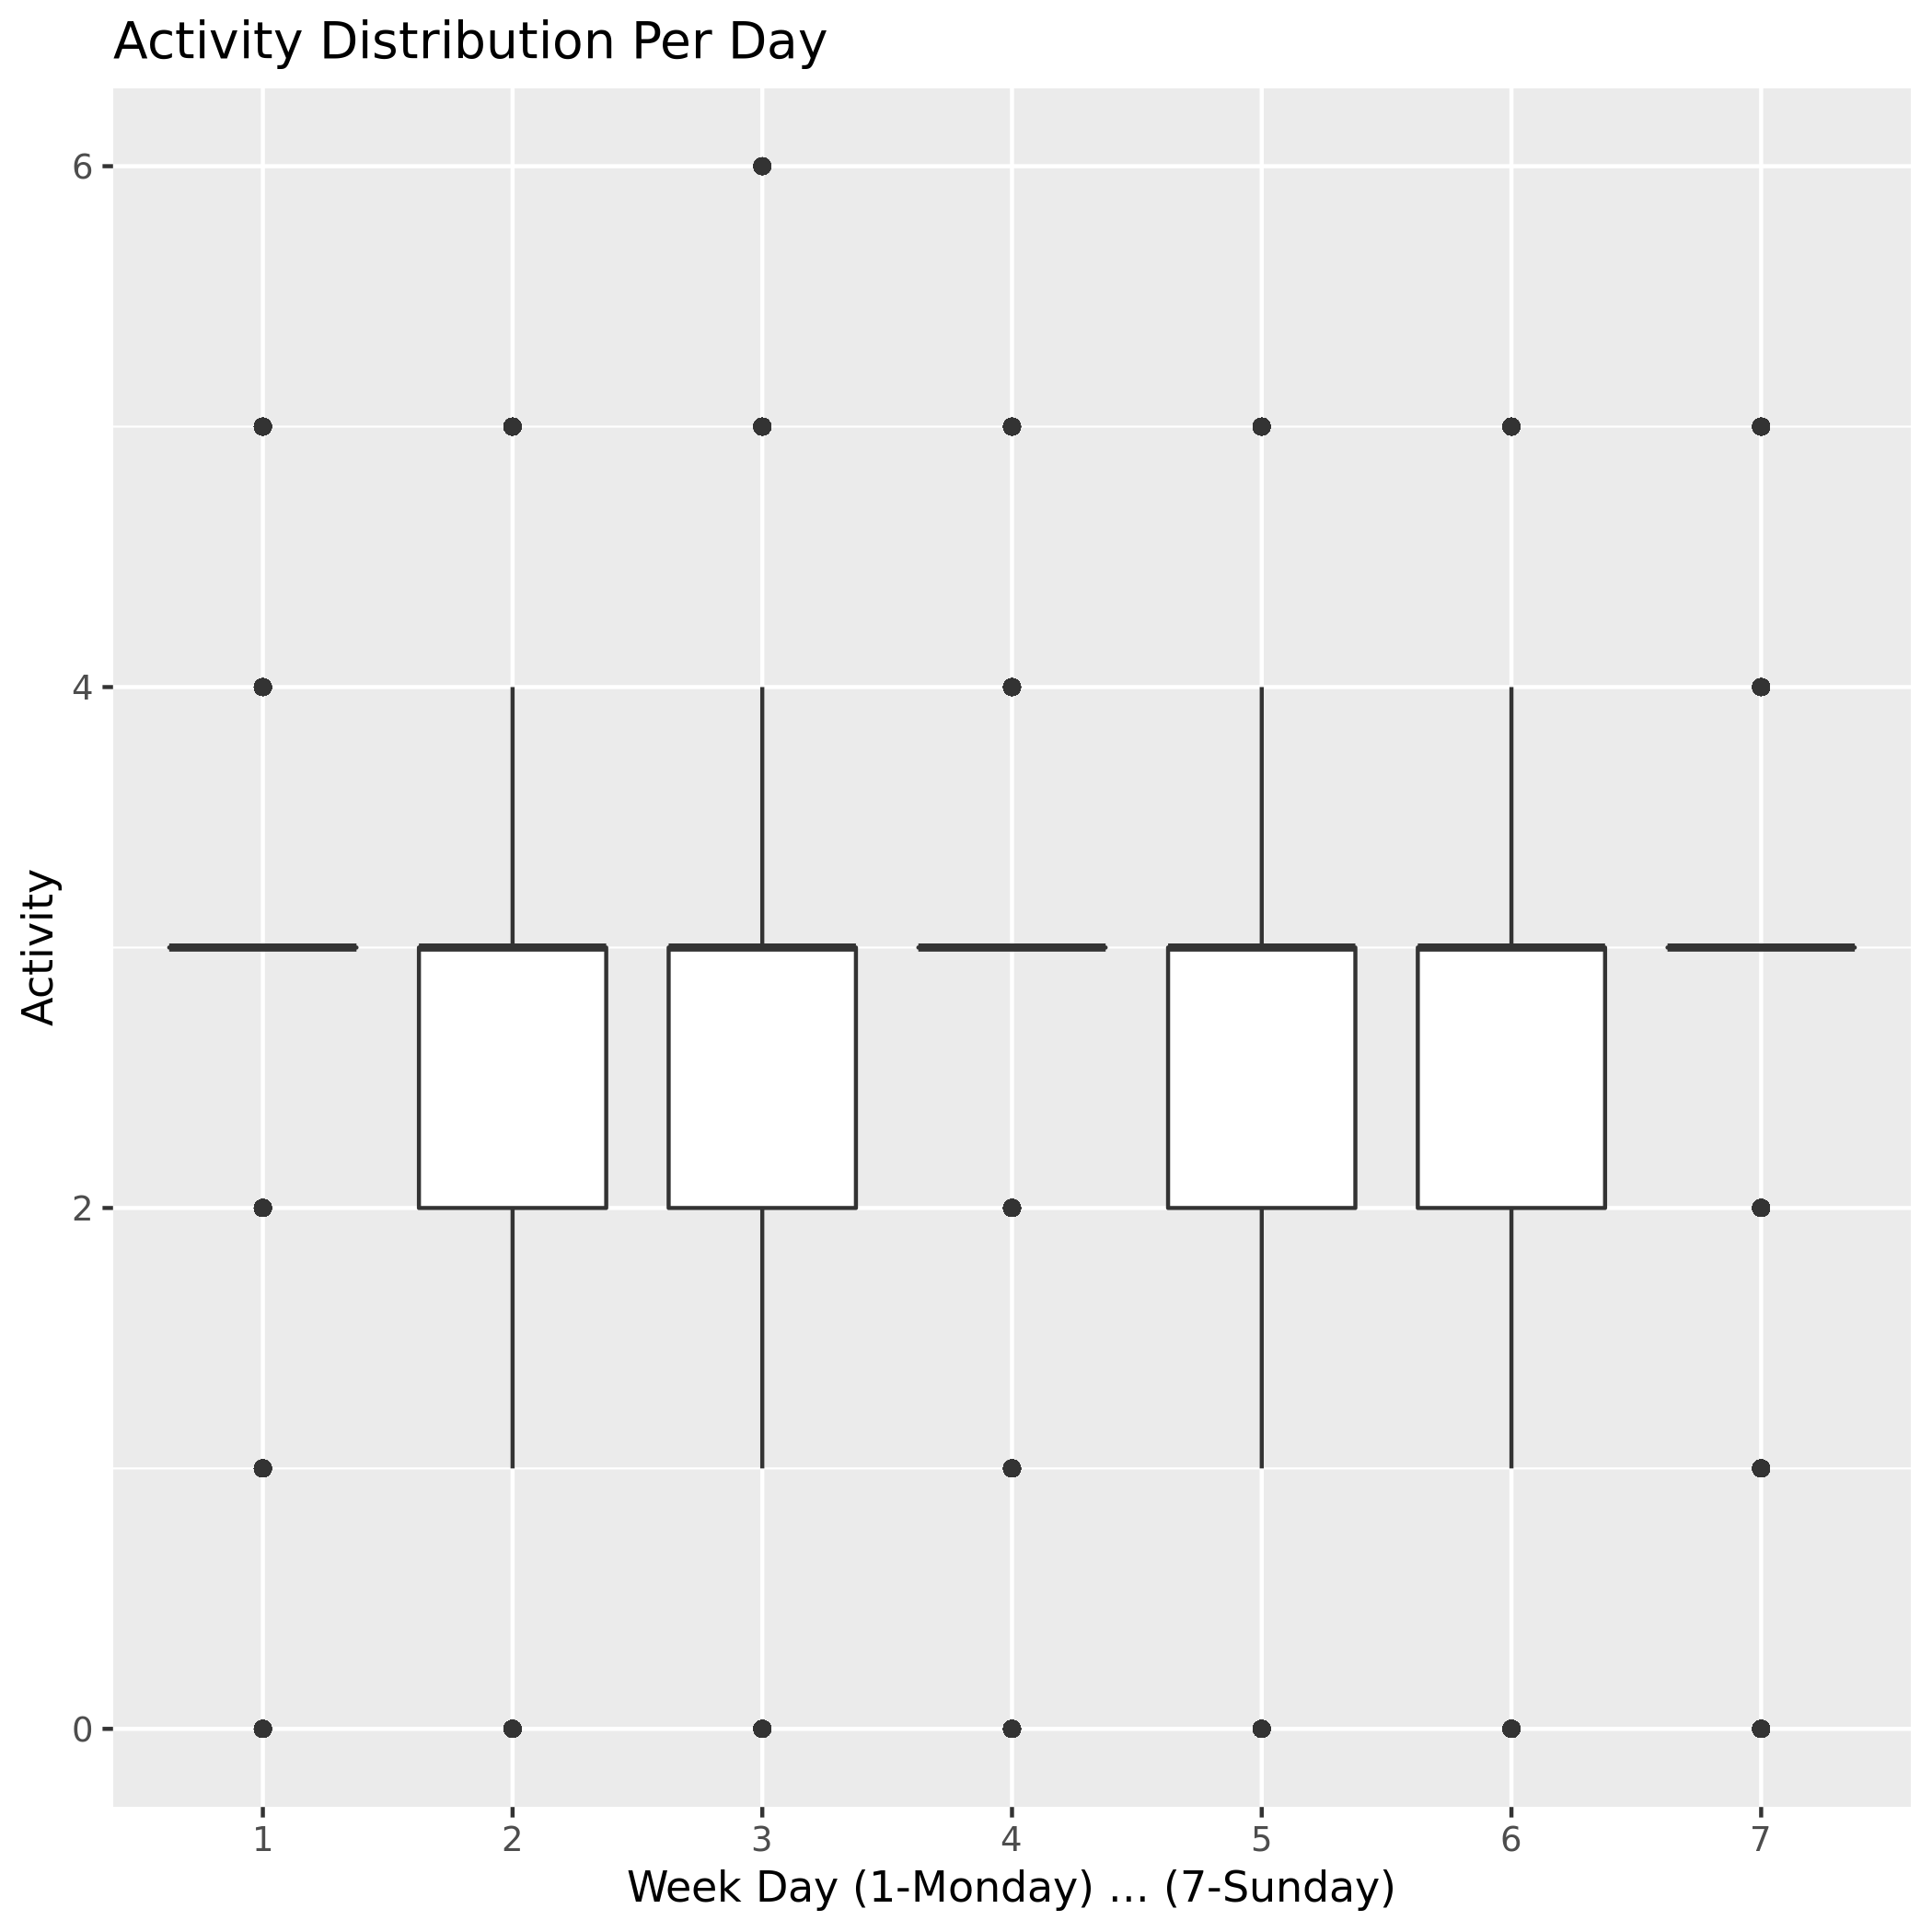 Activity Distribution Per Day
6
4
2
0
Activity
1 2 3 4 5 6 7
Week Day (1-Monday) ... (7-Sunday)